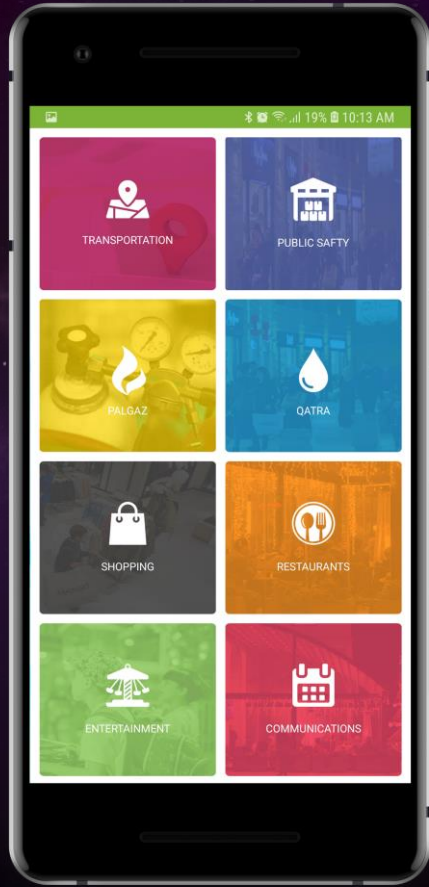 19% 10:13 AM
TRANSPORTATION
PUBLIC SAFTY
PALGAZ
QATRA
SHOPPING
RESTAURANTS
ENTERTAINMENT
COMMUNICATIONS